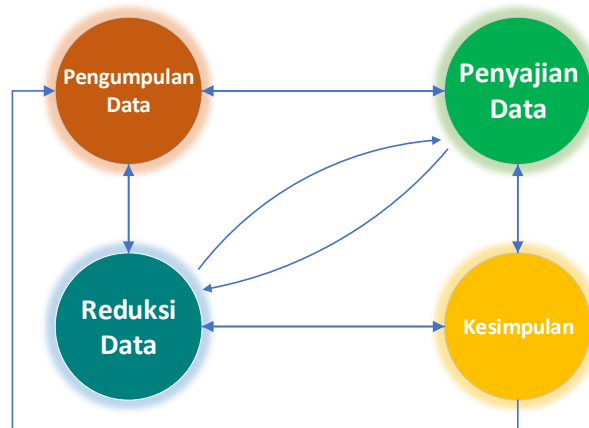 Pengumpulan
Data
Penyajian
Data
Reduksi
Data
Kesimpulan